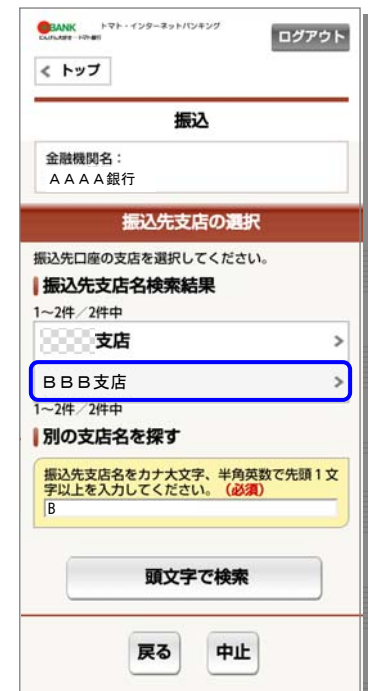 BANK
トマト・インターネットバンキング
ログアウト
< トップ
振込
金融機関名：
ＡＡＡＡ銀行
振込先支店の選択
振込先口座の支店を選択してください。
振込先支店名検索結果
1～2件／2件中
支店
ＢＢＢ支店
1～2件／2件中
別の支店名を探す
振込先支店名をカナ大文字、半角英数で先頭１文
字以上を入力してください。（必須）
B
頭文字で検索
戻る
中止